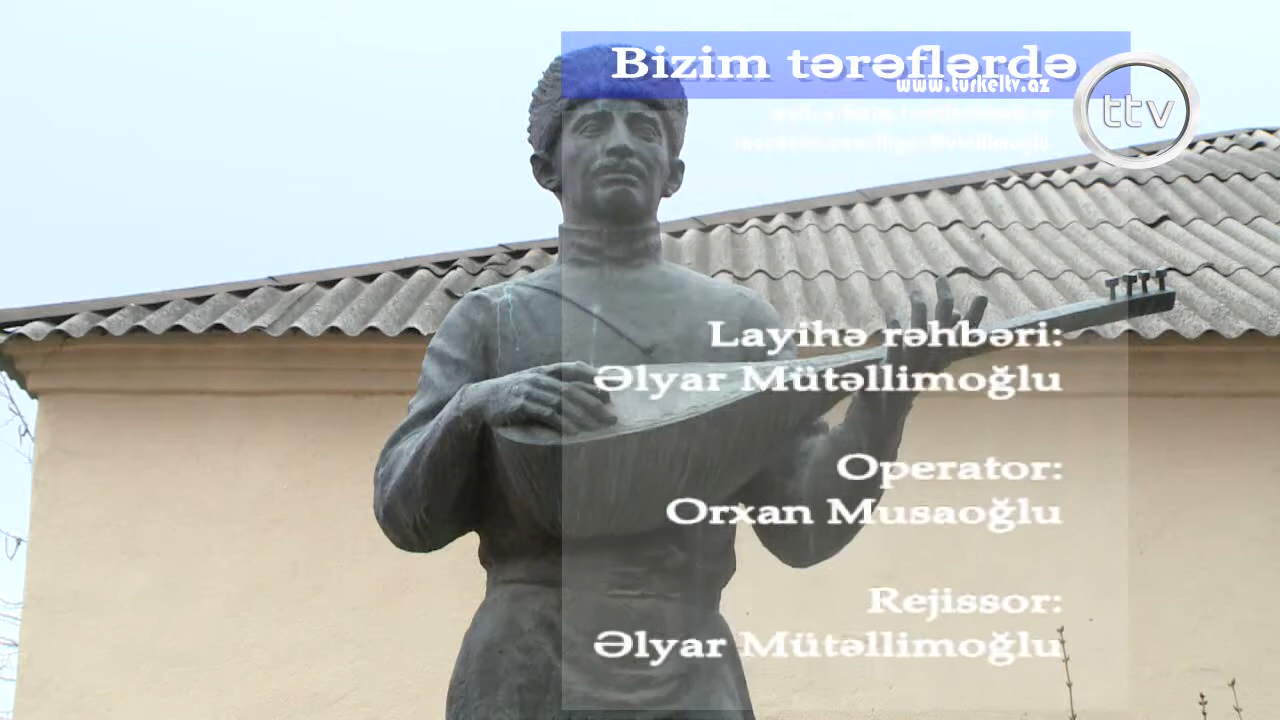 Bizim tərəflərdə
www.turkeltv.az
ttv
Layihə rəhbəri:
Əlyar Mütəllimoğlu
Operator:
Orxan Musaoğlu
Rejissor:
Əlyar Mütəllimoğlu